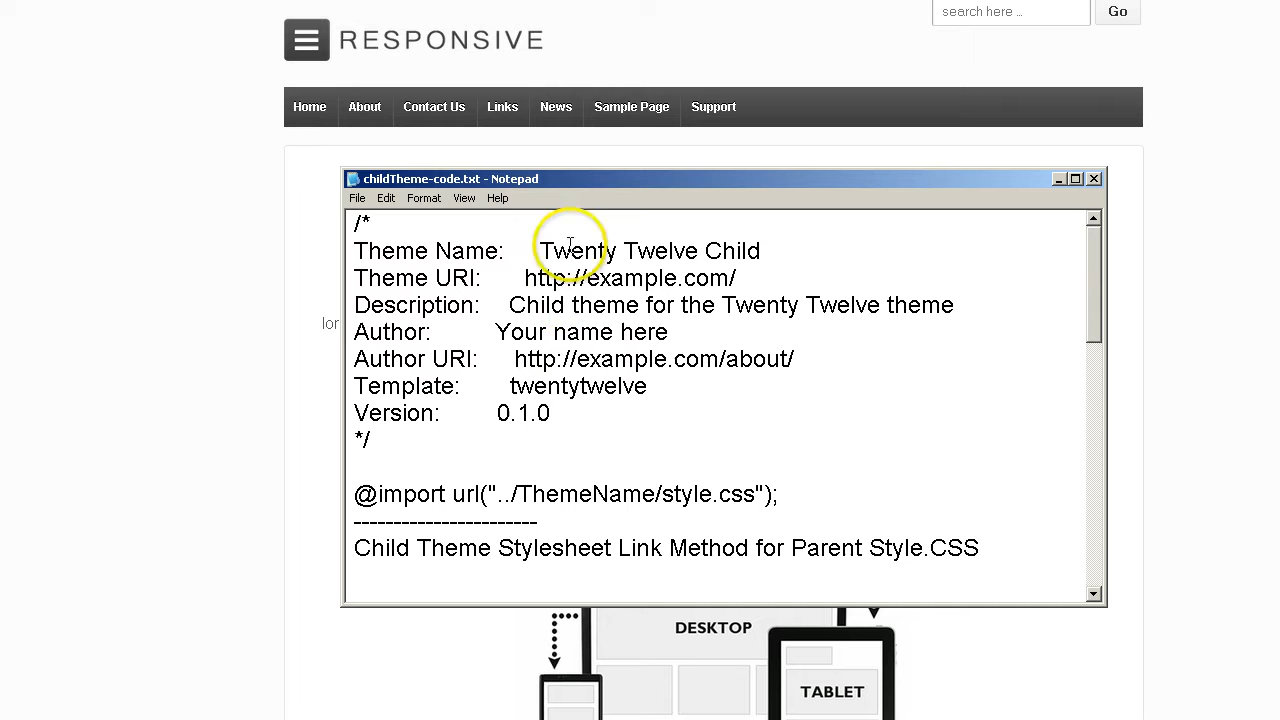 search here ...
Go
RESPONSIVE
Home About Contact Us Links News Sample Page Support
childTheme-code.txt - Notepad
File Edit Format View Help
/*
Theme Name: Twenty Twelve Child
Theme URI: http://example.com/
Description: Child theme for the Twenty Twelve theme
Author: Your name here
Author URI: http://example.com/about/
Template: twentytwelve
Version: 0.1.0
*/
@import url("../ThemeName/style.css");
-----------------------
Child Theme Stylesheet Link Method for Parent Style.CSS
DESKTOP
TABLET